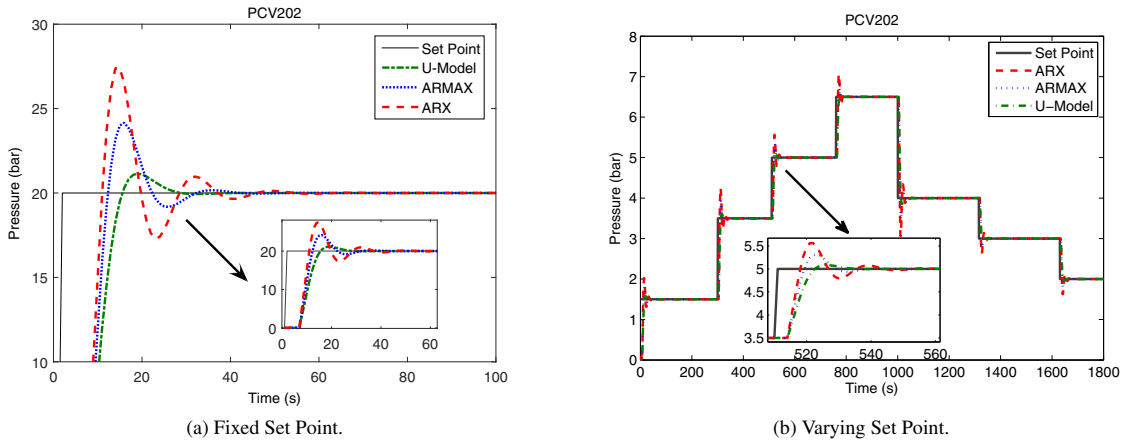 PCV202
30
25
20
15
10
Pressure (bar)
Set Point
U-Model
ARMAX
ARX
20
10
0
0 20 40 60
0 20 40 60 80 100
Time (s)
(a) Fixed Set Point.
PCV202
8
7
6
5
4
3
2
1
0
Pressure (bar)
Set Point
ARX
ARMAX
U−Model
5.5
5
4.5
4
3.5
520 540 560
0 200 400 600 800 1000 1200 1400 1600 1800
Time (s)
(b) Varying Set Point.